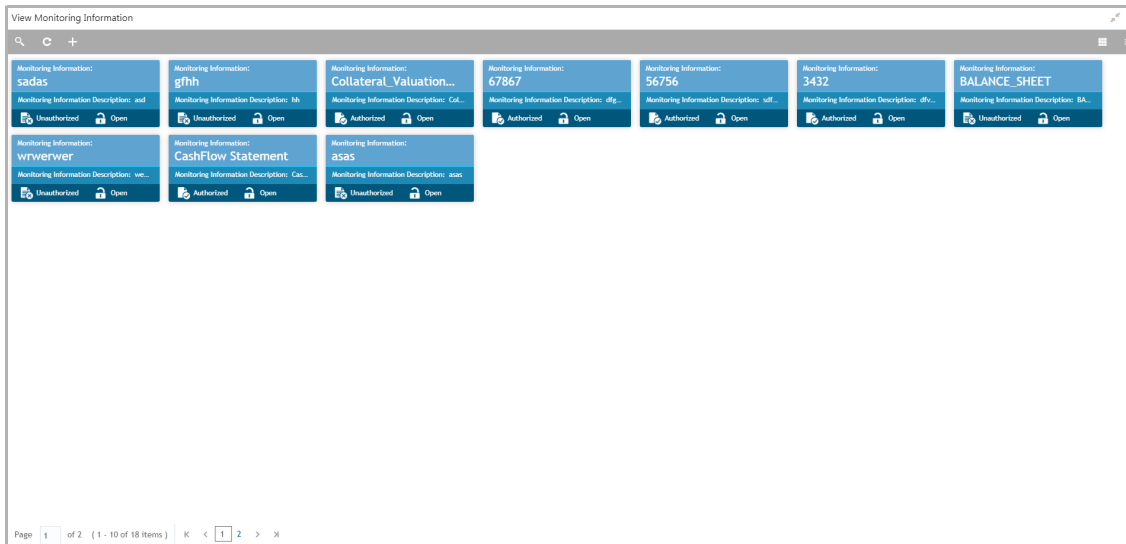 View Monitoring Information
Monitoring Information:
sadas
Monitoring Information Description: asd
Unauthorized Open
Monitoring Information:
gfhh
Monitoring Information Description: hh
Unauthorized Open
Monitoring Information:
Collateral_Valuation...
Monitoring Information Description: Col...
Authorized Open
Monitoring Information:
67867
Monitoring Information Description: dfg...
Authorized Open
Monitoring Information:
56756
Monitoring Information Description: sdf...
Authorized Open
Monitoring Information:
3432
Monitoring Information Description: dfv...
Authorized Open
Monitoring Information:
BALANCE_SHEET
Monitoring Information Description: BA...
Unauthorized Open
Monitoring Information:
wrwerwer
Monitoring Information Description: we...
Unauthorized Open
Monitoring Information:
CashFlow Statement
Monitoring Information Description: Cas...
Authorized Open
Monitoring Information:
asas
Monitoring Information Description: asas
Unauthorized Open
Page 1 of 2 ( 1 - 10 of 18 items ) 1 2